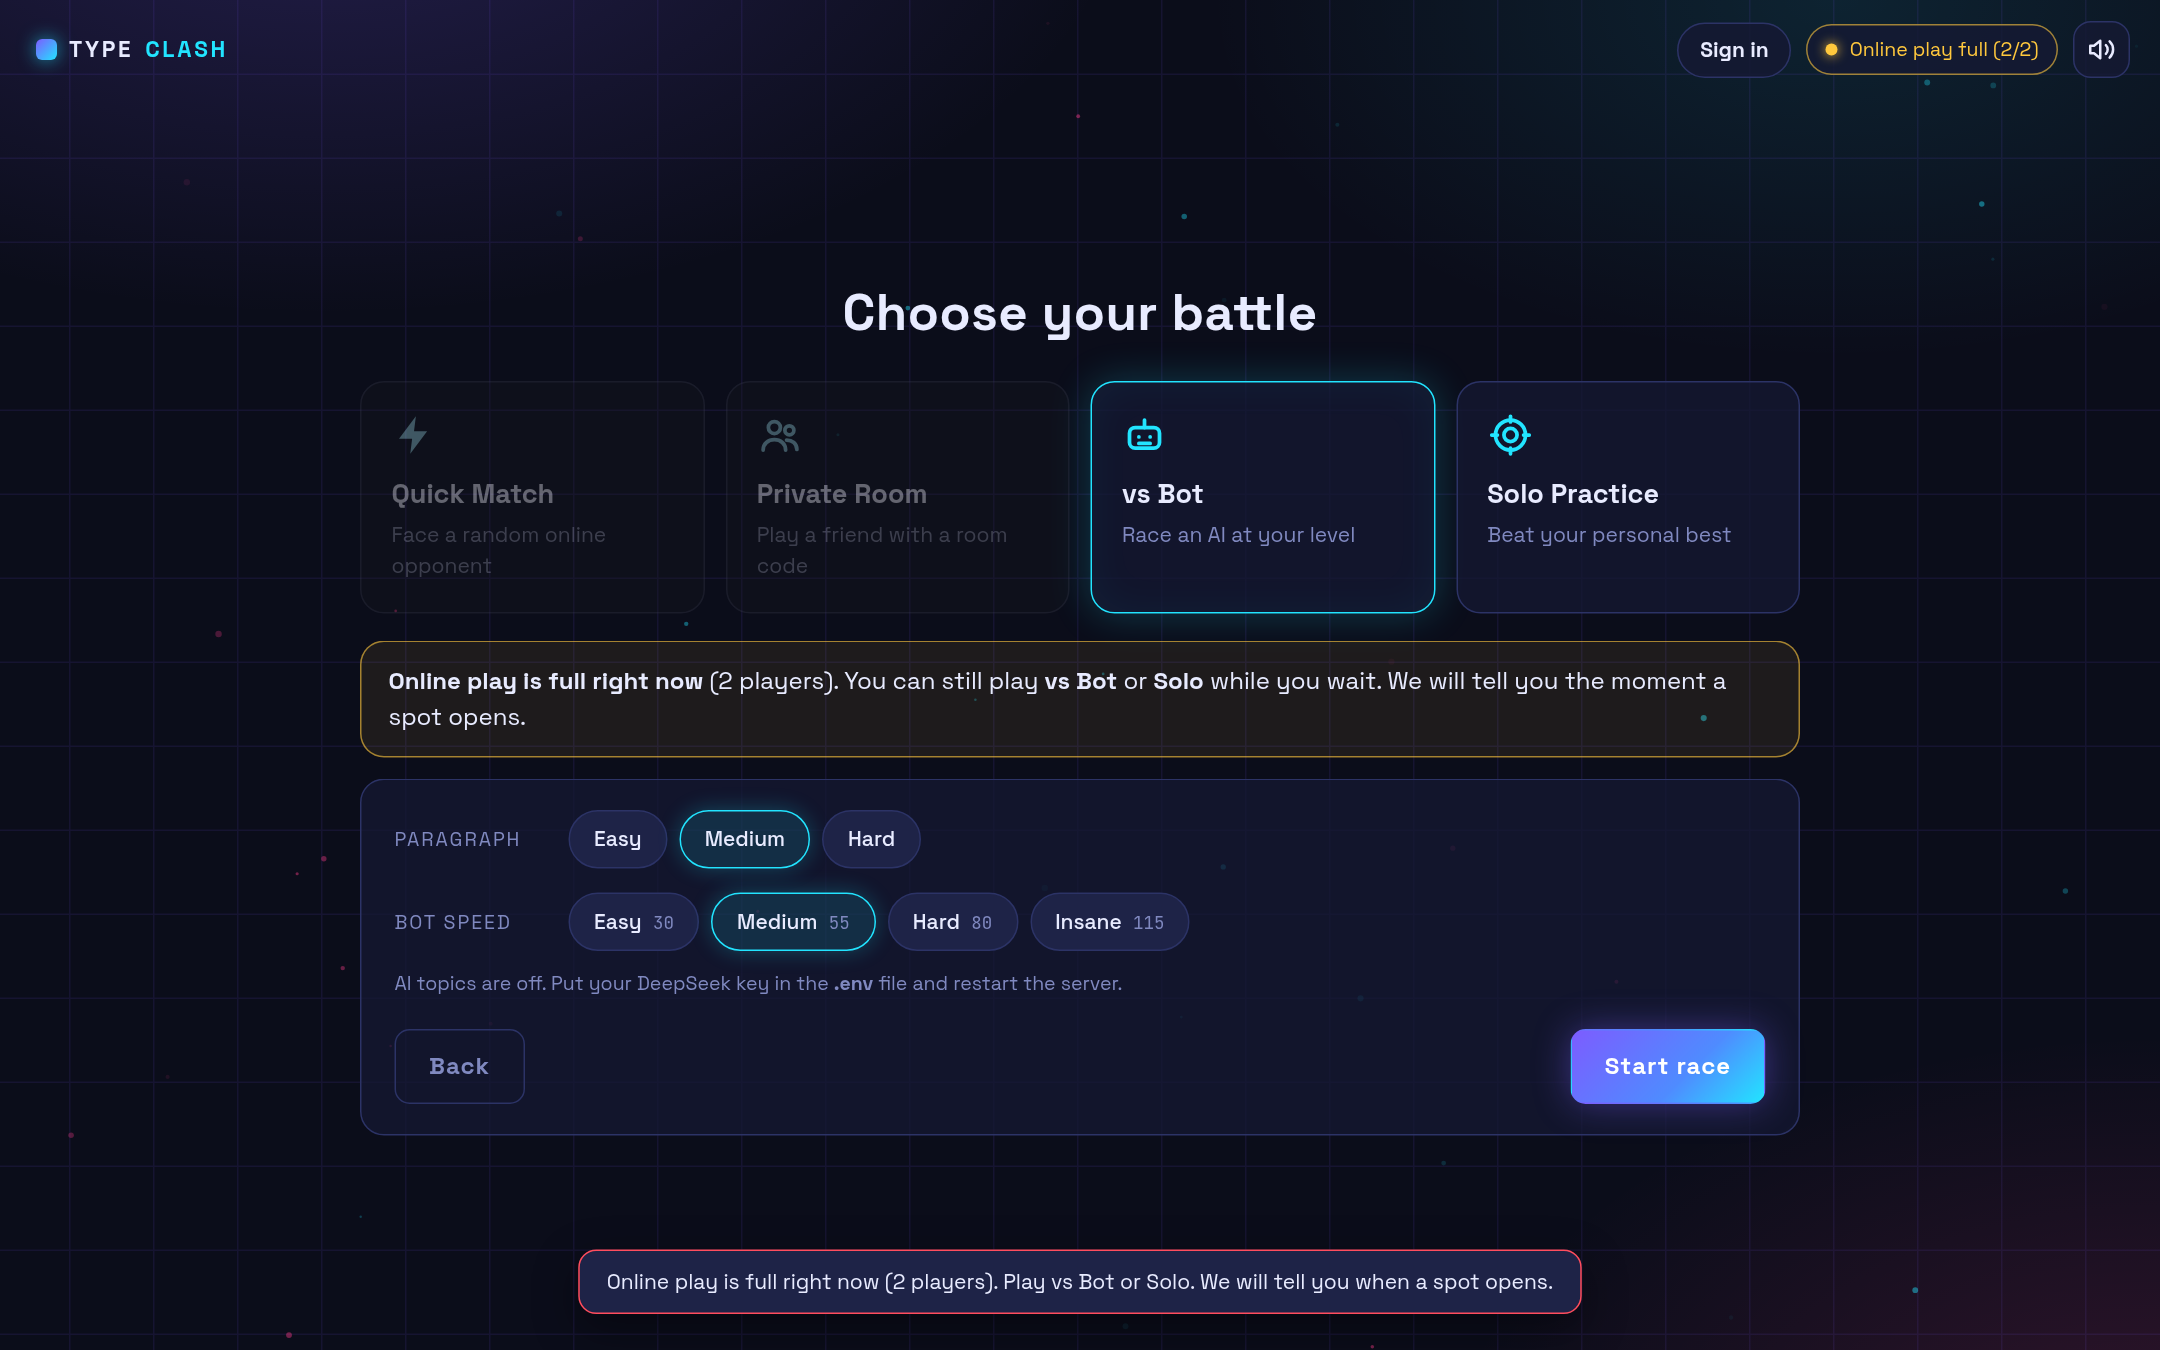 TYPE CLASH
Sign in
Online play full (2/2)
Choose your battle
Quick Match
Face a random online
opponent
Private Room
Play a friend with a room
code
vs Bot
Race an AI at your level
Solo Practice
Beat your personal best
Online play is full right now (2 players). You can still play vs Bot or Solo while you wait. We will tell you the moment a
spot opens.
PARAGRAPH Easy Medium Hard
BOT SPEED Easy 30 Medium 55 Hard 80 Insane 115
AI topics are off. Put your DeepSeek key in the .env file and restart the server.
Back
Start race
Online play is full right now (2 players). Play vs Bot or Solo. We will tell you when a spot opens.